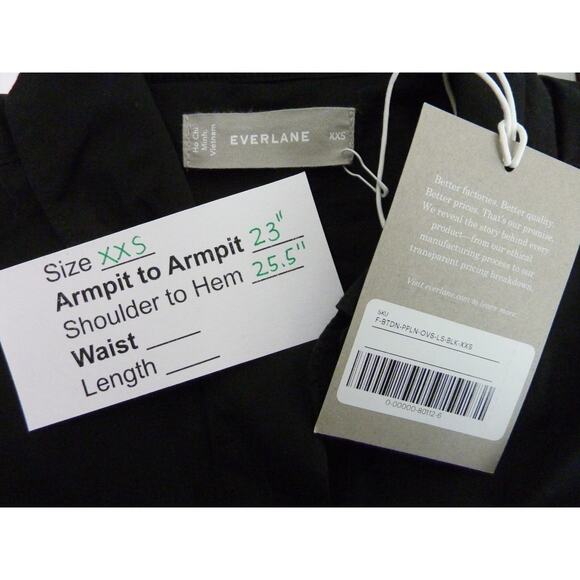 Ho Chi
Minh,
Vietnam
EVERLANE
XXS
Size XXS
Armpit to Armpit 23"
Shoulder to Hem 25.5"
Waist
Length
Better factories. Better quality.
Better prices. That's our promise.
We reveal the story behind every
product—from our ethical
manufacturing process to our
transparent pricing breakdown.
Visit everlane.com to learn more.
SKU
F-BTDN-PPLN-OVS-LS-BLK-XXS
0-00000-80112-6